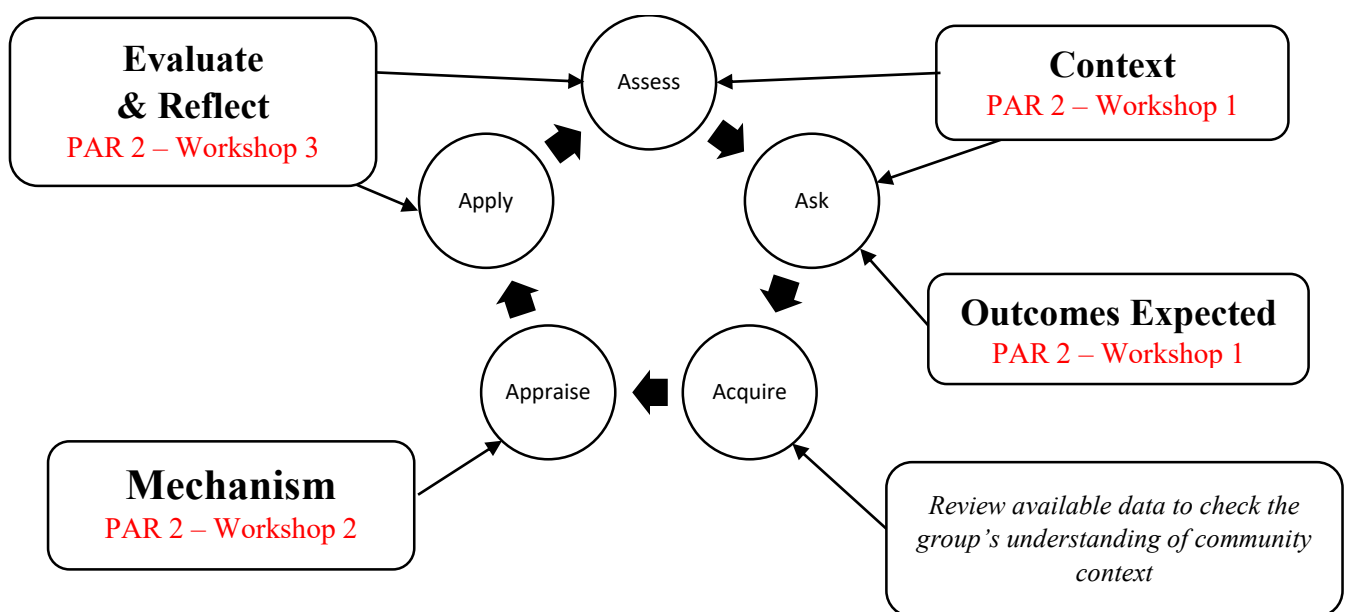 Evaluate
& Reflect
PAR 2 – Workshop 3
Assess
Context
PAR 2 – Workshop 1
Apply
Ask
Outcomes Expected
PAR 2 – Workshop 1
Appraise
Acquire
Mechanism
PAR 2 – Workshop 2
Review available data to check the
group’s understanding of community
context